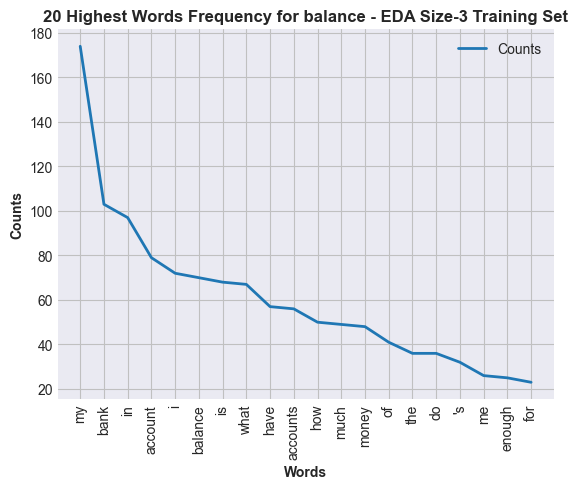 20 Highest Words Frequency for balance - EDA Size-3 Training Set
180
160
140
120
100
80
60
40
20
Counts
Counts
my
bank
in
account
i
balance
is
what
have
accounts
how
much
money
of
the
do
's
me
enough
for
Words